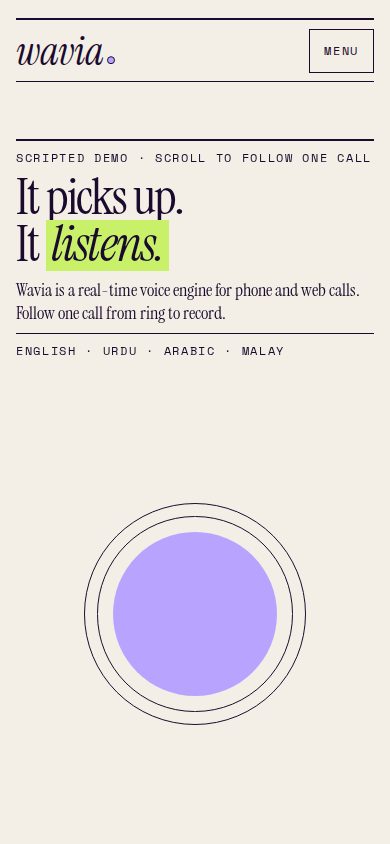 wavia.
MENU
SCRIPTED DEMO · SCROLL TO FOLLOW ONE CALL
It picks up.
It listens.
Wavia is a real-time voice engine for phone and web calls.
Follow one call from ring to record.
ENGLISH · URDU · ARABIC · MALAY